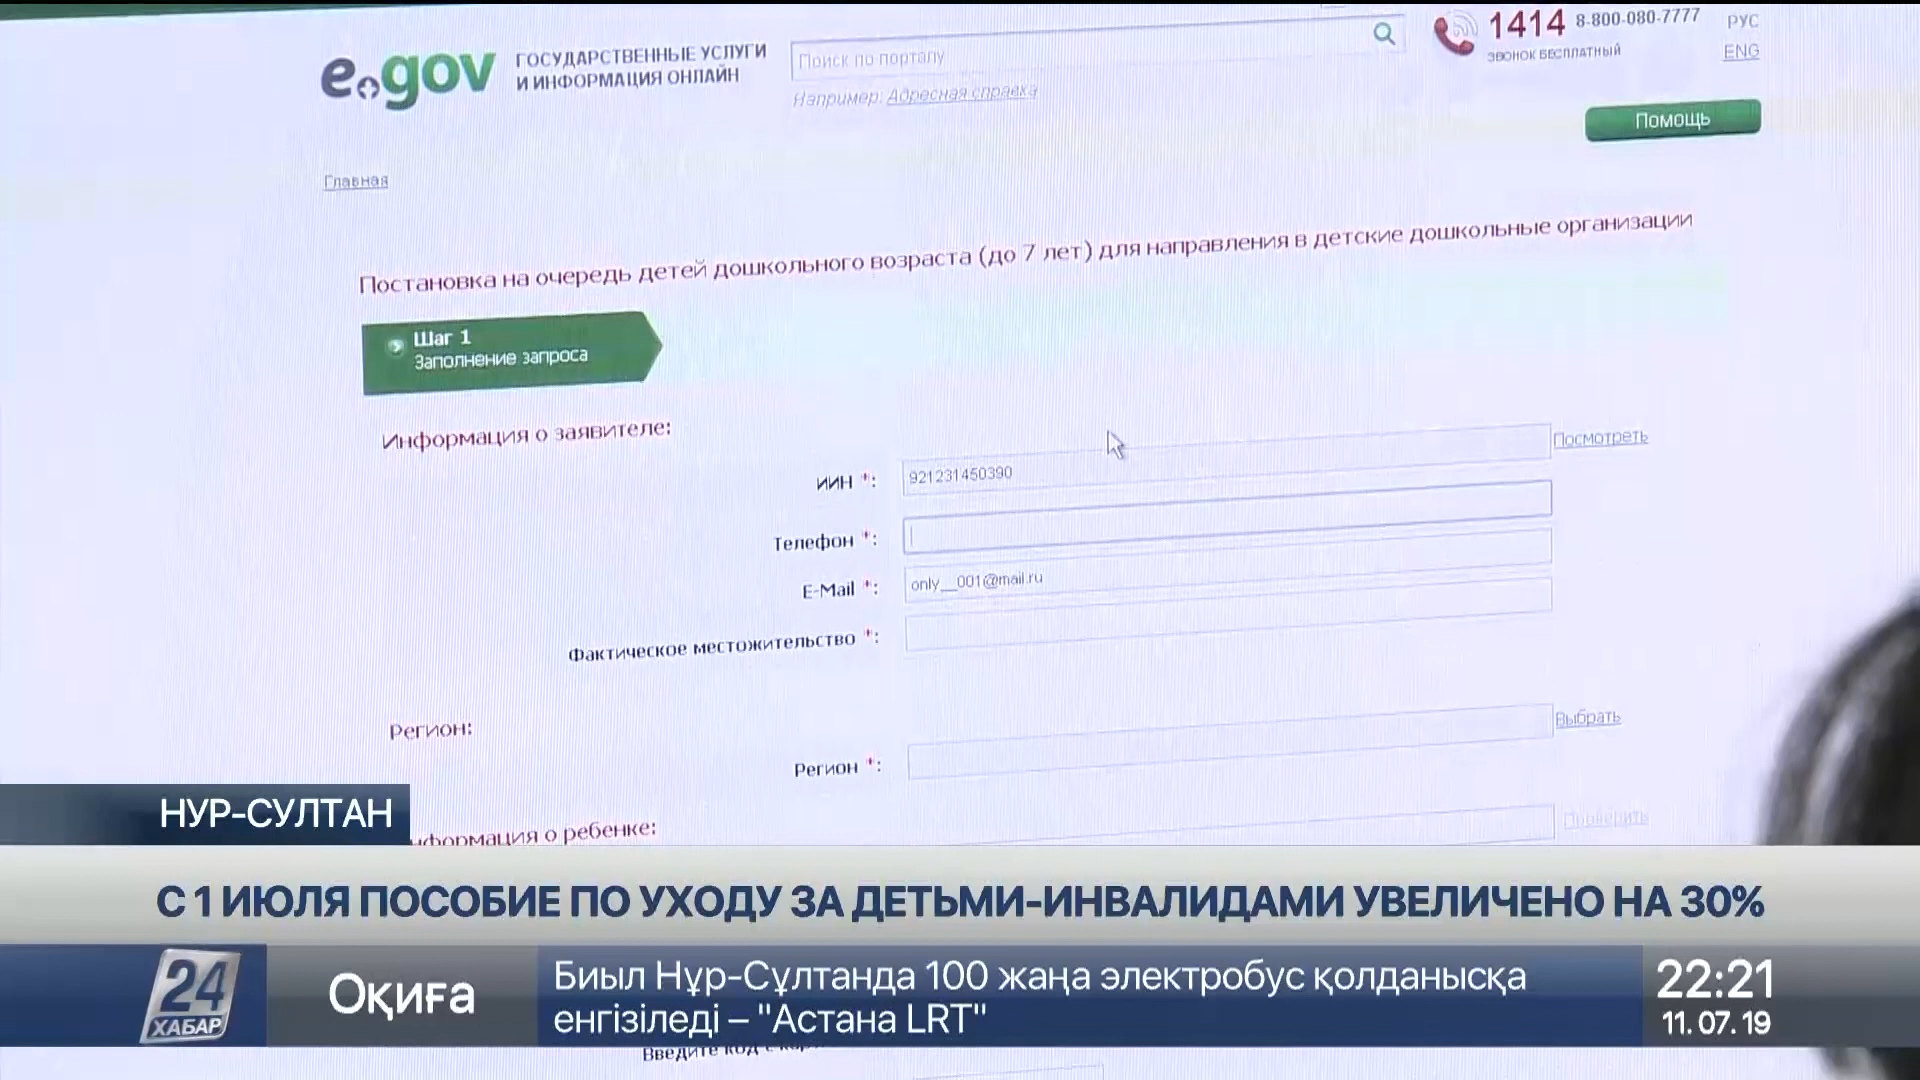 e.gov
ГОСУДАРСТВЕННЫЕ УСЛУГИ
И ИНФОРМАЦИЯ ОНЛАЙН
Поиск по порталу
Например: Адресная справка
1414 8-800-080-7777
ЗВОНОК БЕСПЛАТНЫЙ
РУС
ENG
Помощь
Главная
Постановка на очередь детей дошкольного возраста (до 7 лет) для направления в детские дошкольные организации
Шаг 1
Заполнение запроса
Информация о заявителе:
ИИН *: 921231450390 Посмотреть
Телефон *:
E-Mail *: only__001@mail.ru
Фактическое местожительство *:
Регион:
Регион *: Выбрать
нформация о ребенке: Проверить
НУР-СУЛТАН
С 1 ИЮЛЯ ПОСОБИЕ ПО УХОДУ ЗА ДЕТЬМИ-ИНВАЛИДАМИ УВЕЛИЧЕНО НА 30%
24
ХАБАР
Оқиға
Биыл Нұр-Сұлтанда 100 жаңа электробус қолданысқа
енгізіледі – "Астана LRT"
22:21
11.07.19
Введите код с